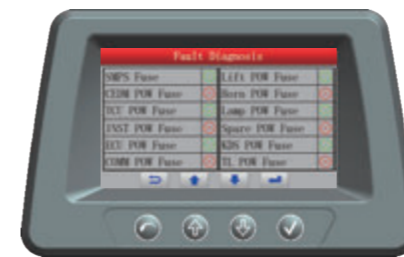 Fault Diagnosis
SMPS Fuse Lift POW Fuse
CEDM POW Fuse Horn POW Fuse
TCU POW Fuse Lamp POW Fuse
INST POW Fuse Spare POW Fuse
ECU POW Fuse KDS POW Fuse
COMM POW Fuse TL POW Fuse